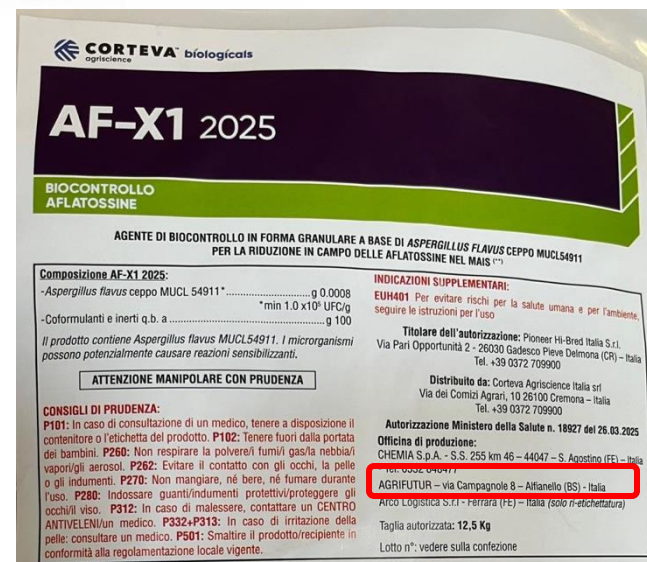 CORTEVA™ biologicals
agriscience
AF-X1 2025
BIOCONTROLLO
AFLATOSSINE
AGENTE DI BIOCONTROLLO IN FORMA GRANULARE A BASE DI ASPERGILLUS FLAVUS CEPPO MUCL54911
PER LA RIDUZIONE IN CAMPO DELLE AFLATOSSINE NEL MAIS (**)
Composizione AF-X1 2025:
-Aspergillus flavus ceppo MUCL 54911*..............................g 0.0008
*min 1.0 x10⁵ UFC/g
-Coformulanti e inerti q.b. a ..............................................g 100
Il prodotto contiene Aspergillus flavus MUCL54911. I microrganismi
possono potenzialmente causare reazioni sensibilizzanti.
ATTENZIONE MANIPOLARE CON PRUDENZA
CONSIGLI DI PRUDENZA:
P101: In caso di consultazione di un medico, tenere a disposizione il
contenitore o l'etichetta del prodotto. P102: Tenere fuori dalla portata
dei bambini. P260: Non respirare la polvere/i fumi/i gas/la nebbia/i
vapori/gli aerosol. P262: Evitare il contatto con gli occhi, la pelle
o gli indumenti. P270: Non mangiare, né bere, né fumare durante
l'uso. P280: Indossare guanti/indumenti protettivi/proteggere gli
occhi/il viso. P312: In caso di malessere, contattare un CENTRO
ANTIVELENI/un medico. P332+P313: In caso di irritazione della
pelle: consultare un medico. P501: Smaltire il prodotto/recipiente in
conformità alla regolamentazione locale vigente.
INDICAZIONI SUPPLEMENTARI:
EUH401 Per evitare rischi per la salute umana e per l'ambiente,
seguire le istruzioni per l'uso
Titolare dell'autorizzazione: Pioneer Hi-Bred Italia S.r.l.
Via Pari Opportunità 2 - 26030 Gadesco Pieve Delmona (CR) – Italia
Tel. +39 0372 709900
Distribuito da: Corteva Agriscience Italia srl
Via dei Comizi Agrari, 10 26100 Cremona – Italia
Tel. +39 0372 709900
Autorizzazione Ministero della Salute n. 18927 del 26.03.2025
Officina di produzione:
CHEMIA S.p.A. - S.S. 255 km 46 – 44047 – S. Agostino (FE) – Italia
AGRIFUTUR – via Campagnole 8 – Alfianello (BS) - Italia
Arco Logistica S.r.l - Ferrara (FE) – Italia (solo ri-etichettatura)
Taglia autorizzata: 12,5 Kg
Lotto n°: vedere sulla confezione